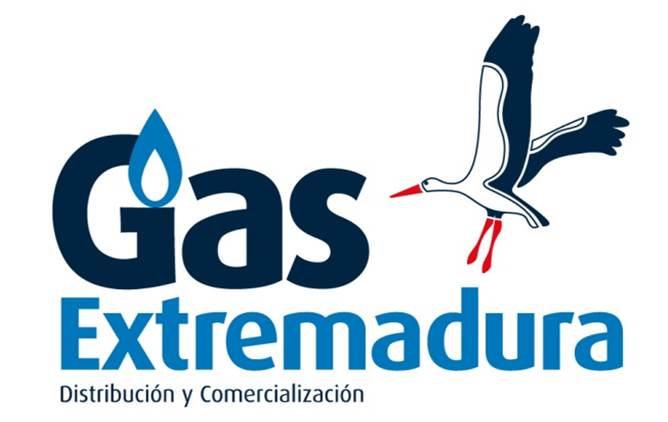 Gas
Extremadura
Distribución y Comercialización